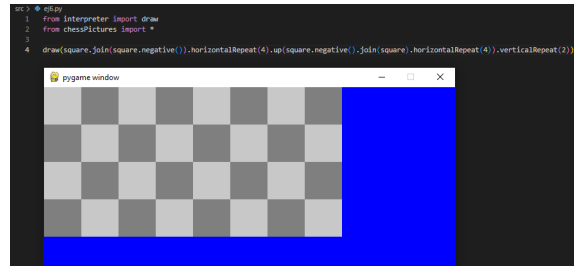 src > ej6.py
1 from interpreter import draw
2 from chessPictures import *
3
4 draw(square.join(square.negative()).horizontalRepeat(4).up(square.negative().join(square).horizontalRepeat(4)).verticalRepeat(2))
pygame window